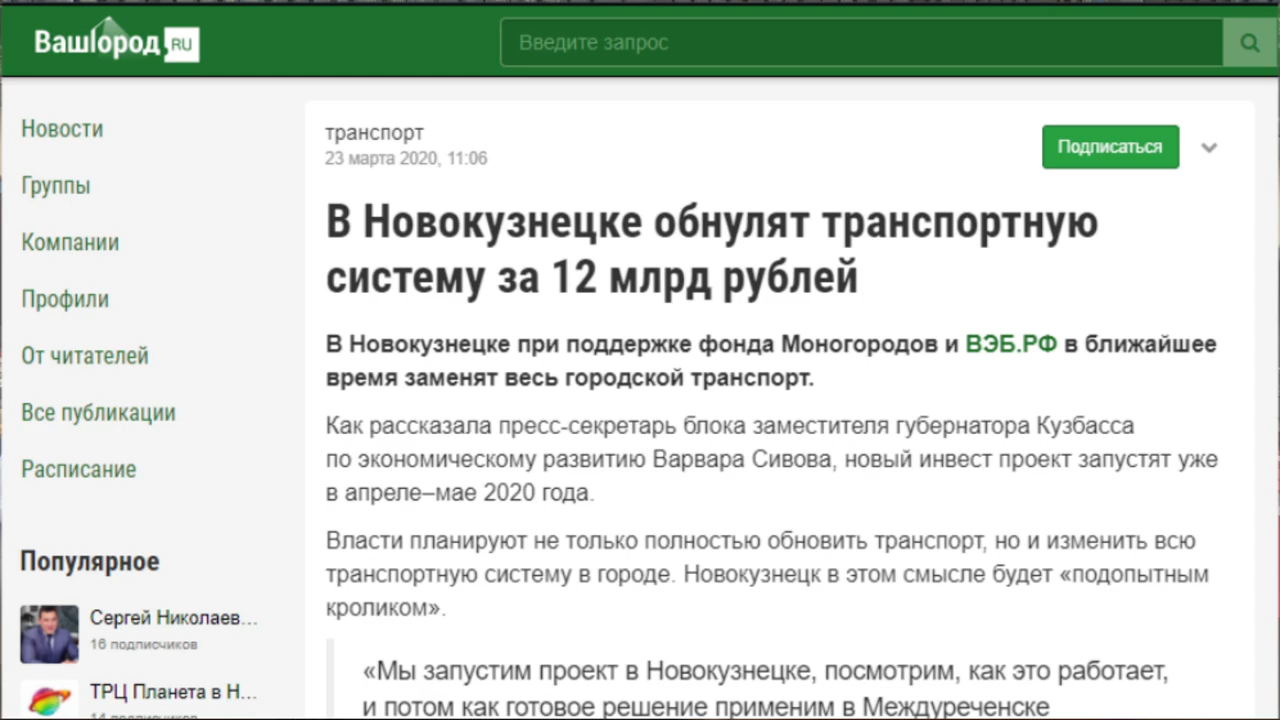 ВашГород.RU
Введите запрос
Новости
Группы
Компании
Профили
От читателей
Все публикации
Расписание
Популярное
Сергей Николаев...
16 подписчиков
ТРЦ Планета в Н...
14 подписчиков
транспорт
23 марта 2020, 11:06
Подписаться
В Новокузнецке обнулят транспортную
систему за 12 млрд рублей
В Новокузнецке при поддержке фонда Моногородов и ВЭБ.РФ в ближайшее
время заменят весь городской транспорт.
Как рассказала пресс-секретарь блока заместителя губернатора Кузбасса
по экономическому развитию Варвара Сивова, новый инвест проект запустят уже
в апреле–мае 2020 года.
Власти планируют не только полностью обновить транспорт, но и изменить всю
транспортную систему в городе. Новокузнецк в этом смысле будет «подопытным
кроликом».
«Мы запустим проект в Новокузнецке, посмотрим, как это работает,
и потом как готовое решение применим в Междуреченске